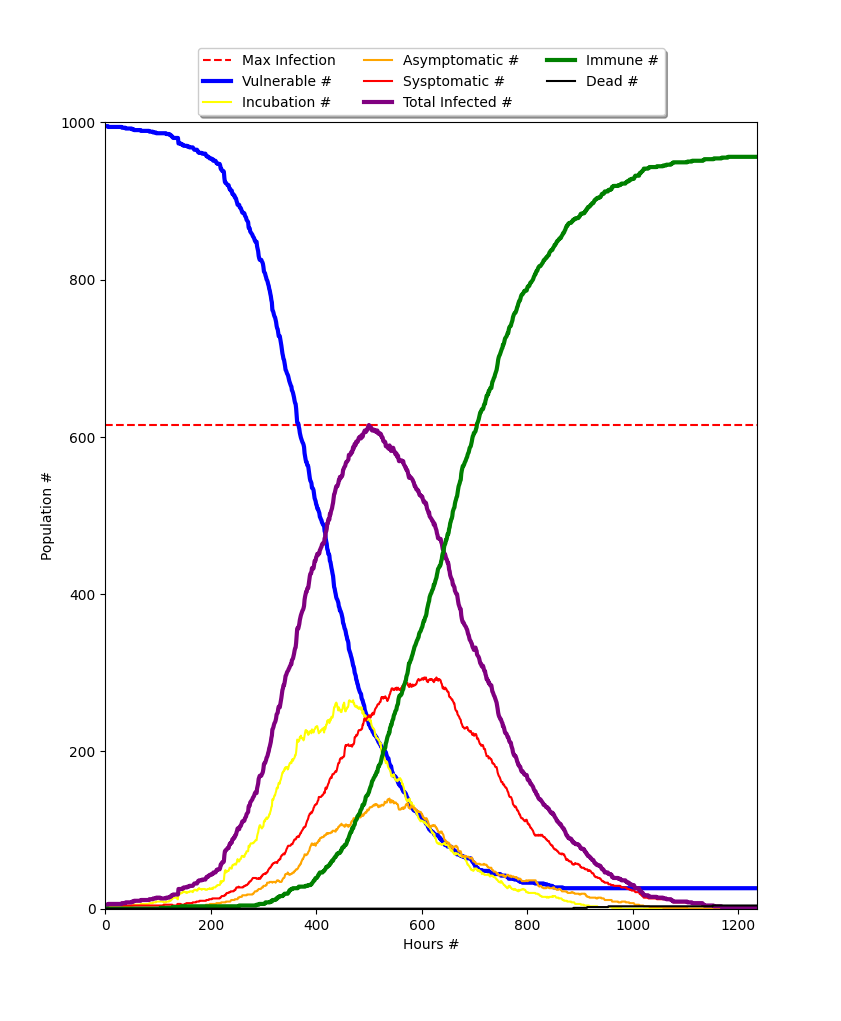 Max Infection
Vulnerable #
Incubation #
Asymptomatic #
Sysptomatic #
Total Infected #
Immune #
Dead #
1000
800
600
400
200
0
Population #
0 200 400 600 800 1000 1200
Hours #